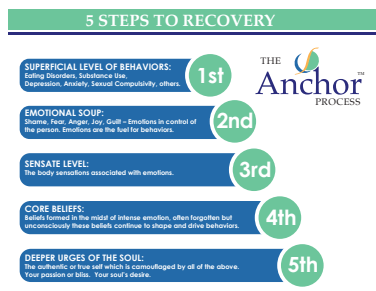 5 STEPS TO RECOVERY
SUPERFICIAL LEVEL OF BEHAVIORS:
Eating Disorders, Substance Use,
Depression, Anxiety, Sexual Compulsivity, others.
1st
THE
Anchor™
PROCESS
EMOTIONAL SOUP:
Shame, Fear, Anger, Joy, Guilt – Emotions in control of
the person. Emotions are the fuel for behaviors.
2nd
SENSATE LEVEL:
The body sensations associated with emotions.
3rd
CORE BELIEFS:
Beliefs formed in the midst of intense emotion, often forgotten but
unconsciously these beliefs continue to shape and drive behaviors.
4th
DEEPER URGES OF THE SOUL:
The authentic or true self which is camouflaged by all of the above.
Your passion or bliss. Your soul's desire.
5th